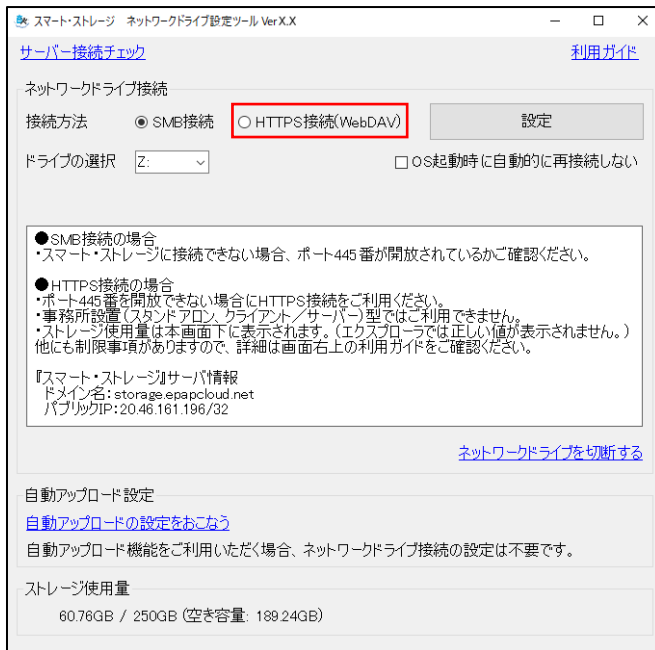 スマート・ストレージ　ネットワークドライブ設定ツール Ver.X.X
サーバー接続チェック　利用ガイド
ネットワークドライブ接続
接続方法　SMB接続　HTTPS接続(WebDAV)　設定
ドライブの選択　Z:　OS起動時に自動的に再接続しない
●SMB接続の場合
・スマート・ストレージに接続できない場合、ポート445番が開放されているかご確認ください。
●HTTPS接続の場合
・ポート445番を開放できない場合にHTTPS接続をご利用ください。
・事務所設置(スタンドアロン、クライアント／サーバー)型ではご利用できません。
・ストレージ使用量は本画面下に表示されます。(エクスプローラでは正しい値が表示されません。)
他にも制限事項がありますので、詳細は画面右上の利用ガイドをご確認ください。
『スマート・ストレージ』サーバ情報
ドメイン名：storage.epapcloud.net
パブリックIP：20.46.161.196/32
ネットワークドライブを切断する
自動アップロード設定
自動アップロードの設定をおこなう
自動アップロード機能をご利用いただく場合、ネットワークドライブ接続の設定は不要です。
ストレージ使用量
60.76GB / 250GB (空き容量: 189.24GB)